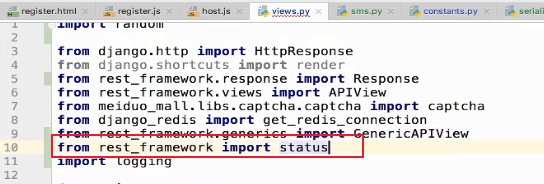 register.html register.js host.js views.py sms.py constants.py seriali
1 import random
2
3 from django.http import HttpResponse
4 from django.shortcuts import render
5 from rest_framework.response import Response
6 from rest_framework.views import APIView
7 from meiduo_mall.libs.captcha.captcha import captcha
8 from django_redis import get_redis_connection
9 from rest_framework.generics import GenericAPIView
10 from rest_framework import status
11 import logging